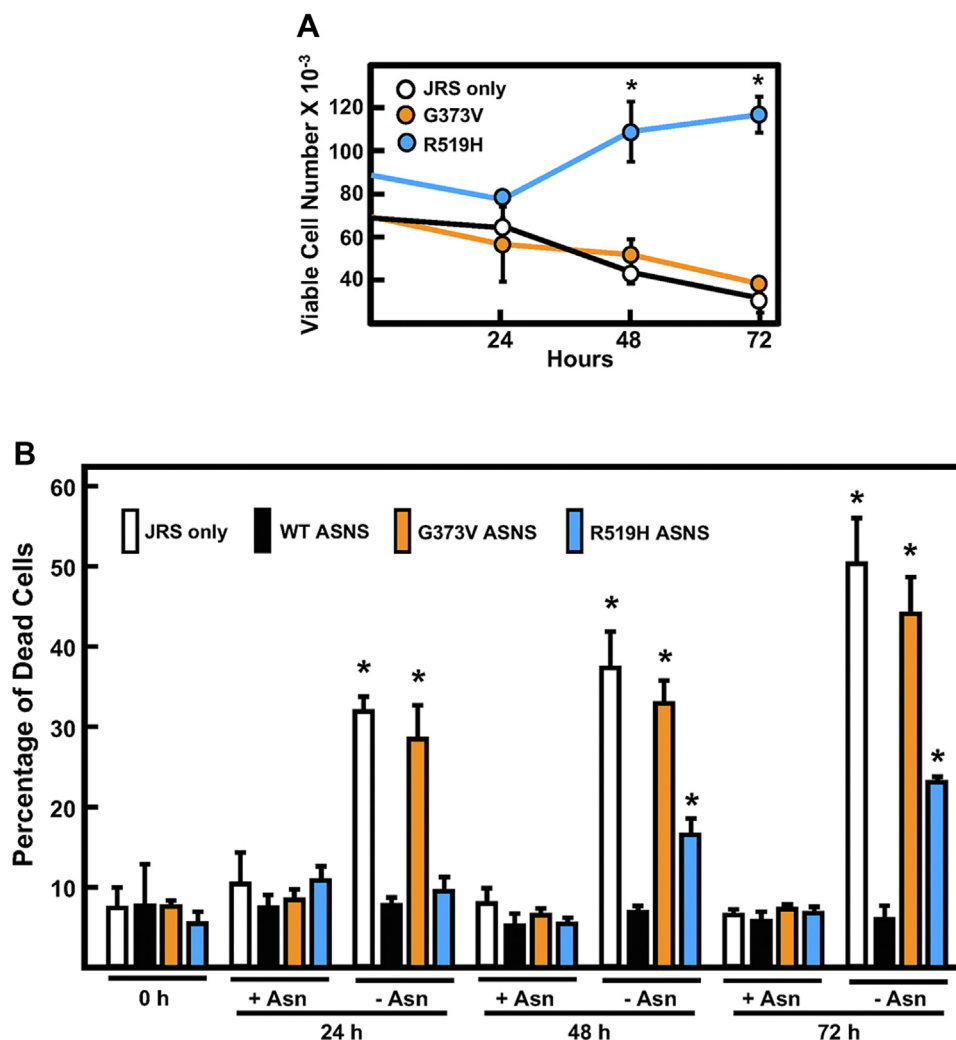 A
Viable Cell Number X 10⁻³
120
100
80
60
40
JRS only
G373V
R519H
*
*
24
48
72
Hours
B
Percentage of Dead Cells
60
50
40
30
20
10
JRS only
WT ASNS
G373V ASNS
R519H ASNS
* * * * * * * *
0 h
+ Asn
- Asn
+ Asn
- Asn
+ Asn
- Asn
24 h
48 h
72 h